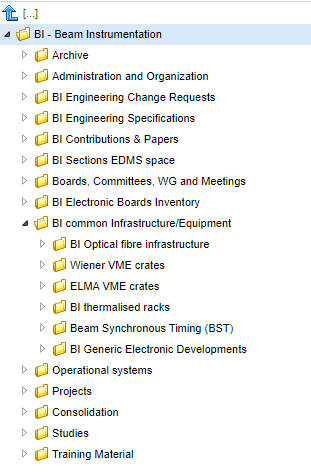 [...]
BI - Beam Instrumentation
Archive
Administration and Organization
BI Engineering Change Requests
BI Engineering Specifications
BI Contributions & Papers
BI Sections EDMS space
Boards, Committees, WG and Meetings
BI Electronic Boards Inventory
BI common Infrastructure/Equipment
BI Optical fibre infrastructure
Wiener VME crates
ELMA VME crates
BI thermalised racks
Beam Synchronous Timing (BST)
BI Generic Electronic Developments
Operational systems
Projects
Consolidation
Studies
Training Material